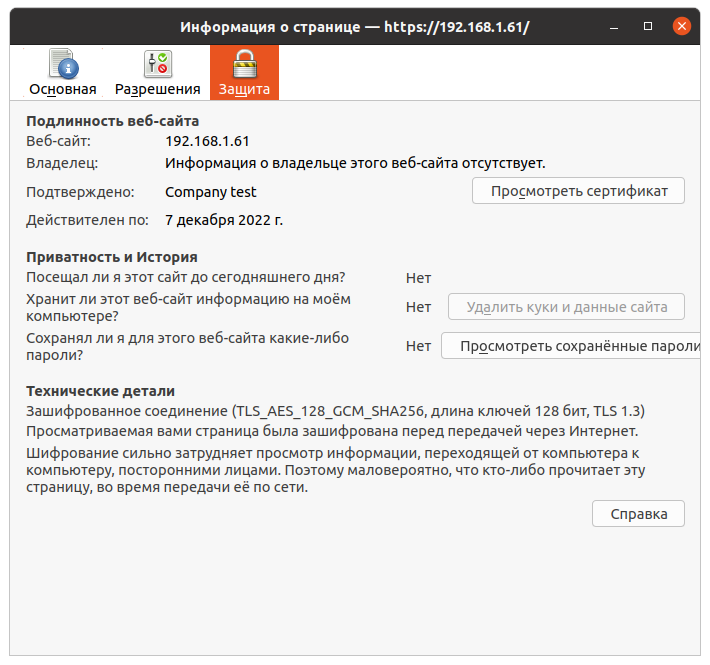 Информация о странице — https://192.168.1.61/
Основная
Разрешения
Защита
Подлинность веб-сайта
Веб-сайт: 192.168.1.61
Владелец: Информация о владельце этого веб-сайта отсутствует.
Подтверждено: Company test Просмотреть сертификат
Действителен по: 7 декабря 2022 г.
Приватность и История
Посещал ли я этот сайт до сегодняшнего дня? Нет
Хранит ли этот веб-сайт информацию на моём
компьютере?
Нет Удалить куки и данные сайта
Сохранял ли я для этого веб-сайта какие-либо
пароли?
Нет Просмотреть сохранённые пароли
Технические детали
Зашифрованное соединение (TLS_AES_128_GCM_SHA256, длина ключей 128 бит, TLS 1.3)
Просматриваемая вами страница была зашифрована перед передачей через Интернет.
Шифрование сильно затрудняет просмотр информации, переходящей от компьютера к
компьютеру, посторонними лицами. Поэтому маловероятно, что кто-либо прочитает эту
страницу, во время передачи её по сети.
Справка